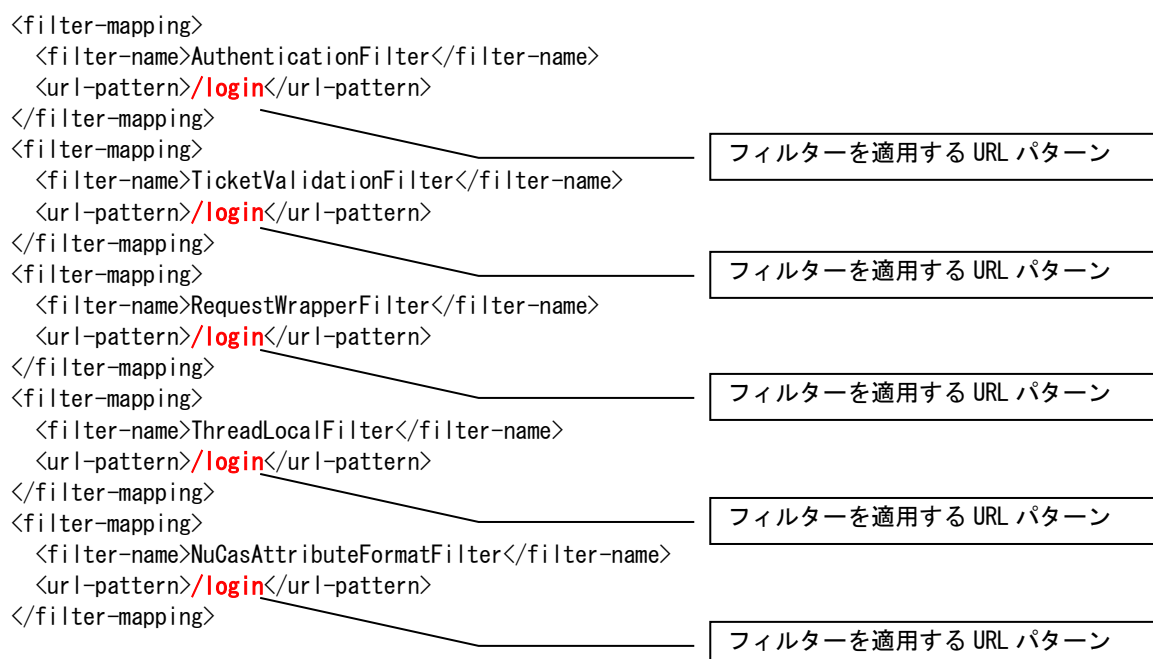 <filter-mapping>
<filter-name>AuthenticationFilter</filter-name>
<url-pattern>/login</url-pattern>
</filter-mapping>
フィルターを適用する URL パターン
<filter-mapping>
<filter-name>TicketValidationFilter</filter-name>
<url-pattern>/login</url-pattern>
</filter-mapping>
フィルターを適用する URL パターン
<filter-mapping>
<filter-name>RequestWrapperFilter</filter-name>
<url-pattern>/login</url-pattern>
</filter-mapping>
フィルターを適用する URL パターン
<filter-mapping>
<filter-name>ThreadLocalFilter</filter-name>
<url-pattern>/login</url-pattern>
</filter-mapping>
フィルターを適用する URL パターン
<filter-mapping>
<filter-name>NuCasAttributeFormatFilter</filter-name>
<url-pattern>/login</url-pattern>
</filter-mapping>
フィルターを適用する URL パターン